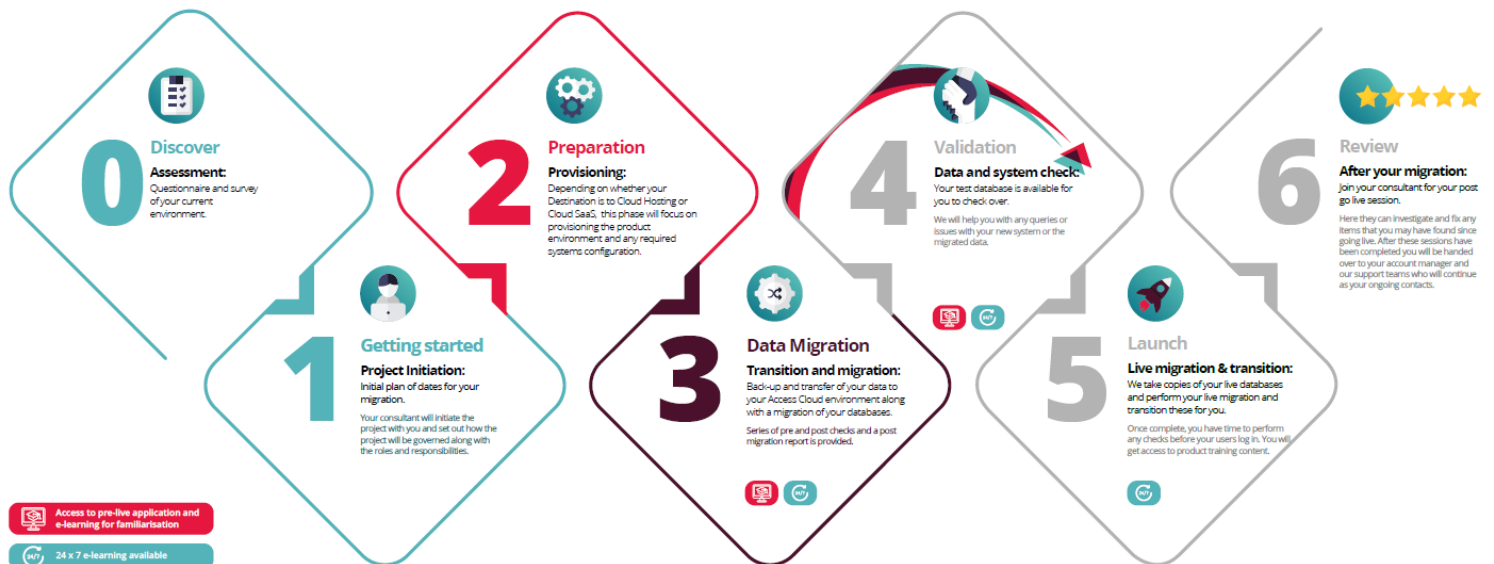 0
Discover
Assessment:
Questionnaire and survey
of your current
environment.
1
Getting started
Project Initiation:
Initial plan of dates for your
migration.
Your consultant will initiate the
project with you and set out how the
project will be governed along with
the roles and responsibilities.
2
Preparation
Provisioning:
Depending on whether your
Destination is to Cloud Hosting or
Cloud SaaS, this phase will focus on
provisioning the product
environment and any required
systems configuration.
3
Data Migration
Transition and migration:
Back-up and transfer of your data to
your Access Cloud environment along
with a migration of your databases.
Series of pre and post checks and a post
migration report is provided.
24/7
4
Validation
Data and system check:
Your test database is available for
you to check over.
We will help you with any queries or
issues with your new system or the
migrated data.
24/7
5
Launch
Live migration & transition:
We take copies of your live databases
and perform your live migration and
transition these for you.
Once complete, you have time to perform
any checks before your users log in. You will
get access to product training content.
24/7
6
Review
After your migration:
Join your consultant for your post
go live session.
Here they can investigate and fix any
items that you may have found since
going live. After these sessions have
been completed you will be handed
over to your account manager and
our support teams who will continue
as your ongoing contacts.
Access to pre-live application and
e-learning for familiarisation
24/7
24 x 7 e-learning available